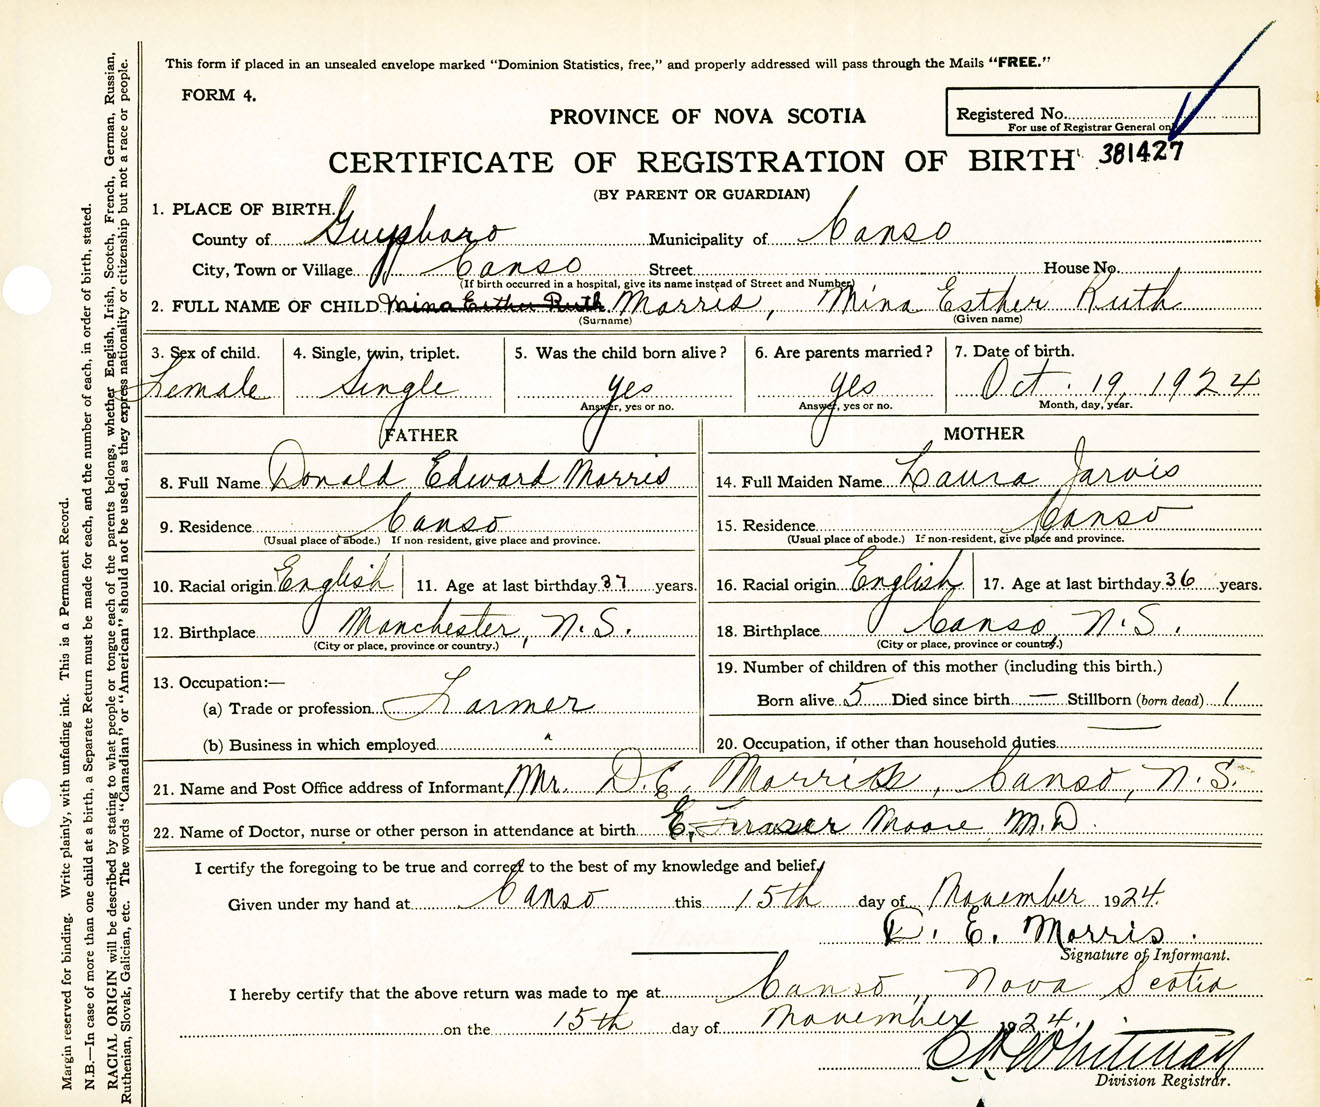 This form if placed in an unsealed envelope marked “Dominion Statistics, free,” and properly addressed will pass through the Mails “FREE.”
FORM 4.
PROVINCE OF NOVA SCOTIA
Registered No.
For use of Registrar General on
CERTIFICATE OF REGISTRATION OF BIRTH
381427
(BY PARENT OR GUARDIAN)
1. PLACE OF BIRTH.
County of Guysboro Municipality of Canso
City, Town or Village Canso Street House No.
(If birth occurred in a hospital, give its name instead of Street and Number)
2. FULL NAME OF CHILD Mina Esther Ruth Morris, Mina Esther Ruth
(Surname) (Given name)
3. Sex of child. 4. Single, twin, triplet. 5. Was the child born alive? 6. Are parents married? 7. Date of birth.
Female Single yes yes Oct. 19, 1924
Answer, yes or no. Answer, yes or no. Month, day, year.
FATHER MOTHER
8. Full Name Donald Edward Morris 14. Full Maiden Name Laura Jarvis
9. Residence Canso 15. Residence Canso
(Usual place of abode.) If non-resident, give place and province. (Usual place of abode.) If non-resident, give place and province.
10. Racial origin English 11. Age at last birthday 37 years. 16. Racial origin English 17. Age at last birthday 36 years.
12. Birthplace Manchester, N.S. 18. Birthplace Canso, N.S.
(City or place, province or country.) (City or place, province or country.)
13. Occupation:— 19. Number of children of this mother (including this birth.)
(a) Trade or profession Farmer Born alive 5 Died since birth — Stillborn (born dead) 1
(b) Business in which employed 20. Occupation, if other than household duties —
21. Name and Post Office address of Informant Mr. D.E. Morris, Canso, N.S.
22. Name of Doctor, nurse or other person in attendance at birth E. Fraser Moore M.D.
I certify the foregoing to be true and correct to the best of my knowledge and belief,
Given under my hand at Canso this 15th day of November 1924.
D. E. Morris.
Signature of Informant.
I hereby certify that the above return was made to me at Canso, Nova Scotia
on the 15th day of November 1924.
Whitman
Division Registrar.
Margin reserved for binding. Write plainly, with unfading ink. This is a Permanent Record.
N.B.—In case of more than one child at a birth, a Separate Return must be made for each, and the number of each, in order of birth, stated.
RACIAL ORIGIN will be described by stating to what people or tongue each of the parents belongs, whether English, Irish, Scotch, French, German, Russian,
Ruthenian, Slovak, Galician, etc. The words “Canadian” or “American” should not be used, as they express nationality or citizenship but not a race or people.